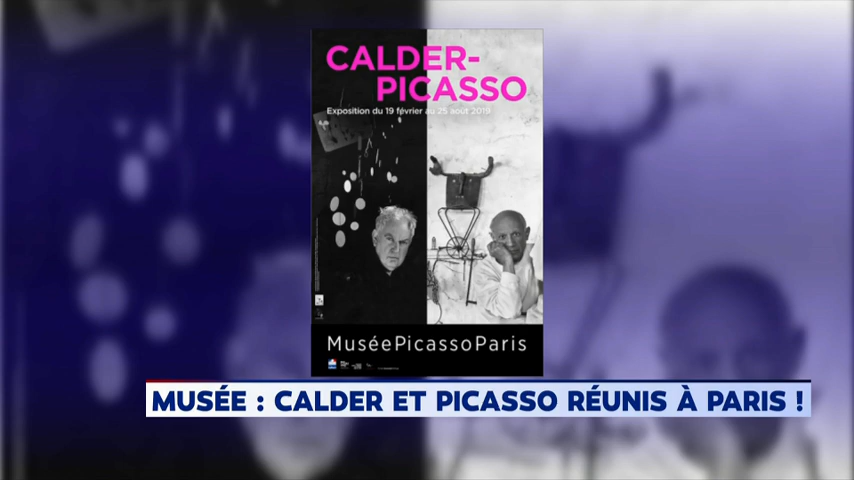 CALDER-
PICASSO
Exposition du 19 février au 25 août 2019
MuséePicassoParis
MUSÉE : CALDER ET PICASSO RÉUNIS À PARIS !